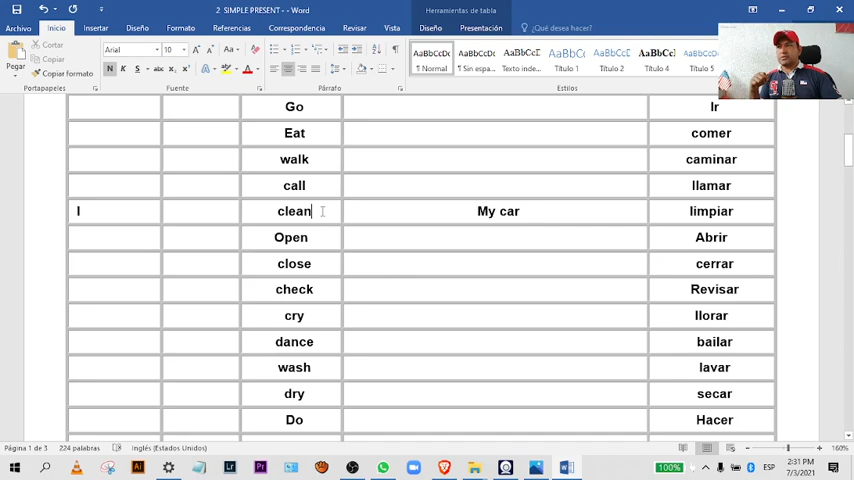 2 SIMPLE PRESENT - - Word
Herramientas de tabla
Archivo Inicio Insertar Diseño Formato Referencias Correspondencia Revisar Vista Diseño Presentación ¿Qué desea hacer?
Pegar
Cortar
Copiar
Copiar formato
Portapapeles
Arial 10
Fuente
Párrafo
AaBbCcDc AaBbCcDc AaBbCcDc AaBbC AaBbCcD AaBbCcD AaBbCcD
¶ Normal ¶ Sin espa... Texto inde... Título 1 Título 2 Título 4 Título 5
Estilos
Go Ir
Eat comer
walk caminar
call llamar
I clean My car limpiar
Open Abrir
close cerrar
check Revisar
cry llorar
dance bailar
wash lavar
dry secar
Do Hacer
Página 1 de 3 224 palabras Inglés (Estados Unidos) 160%
100% ESP 2:31 PM
7/3/2021